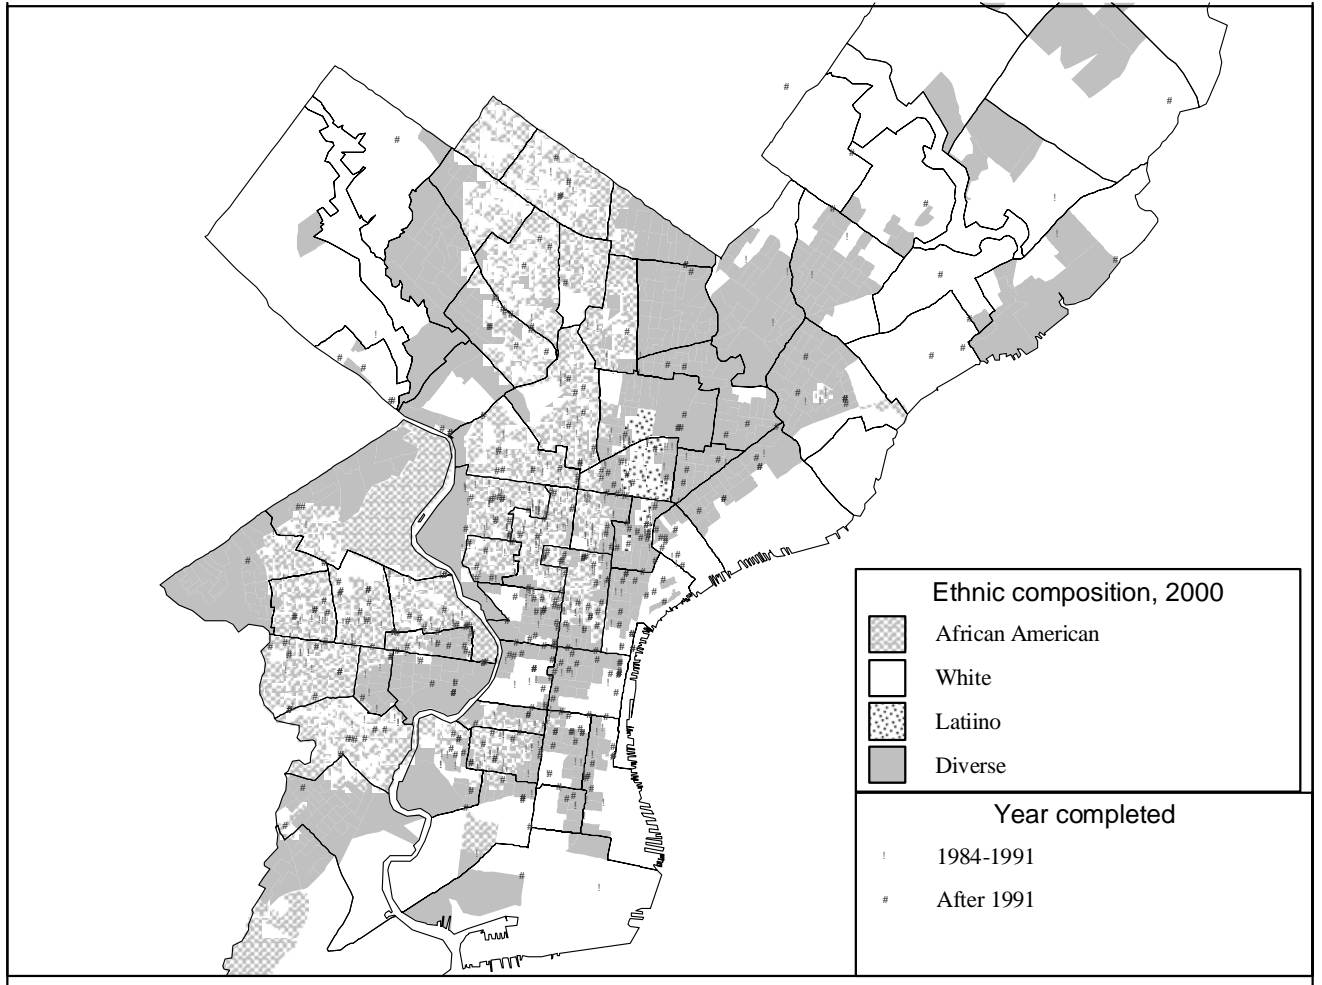 Ethnic composition, 2000
African American
White
Latiino
Diverse
Year completed
! 1984-1991
# After 1991